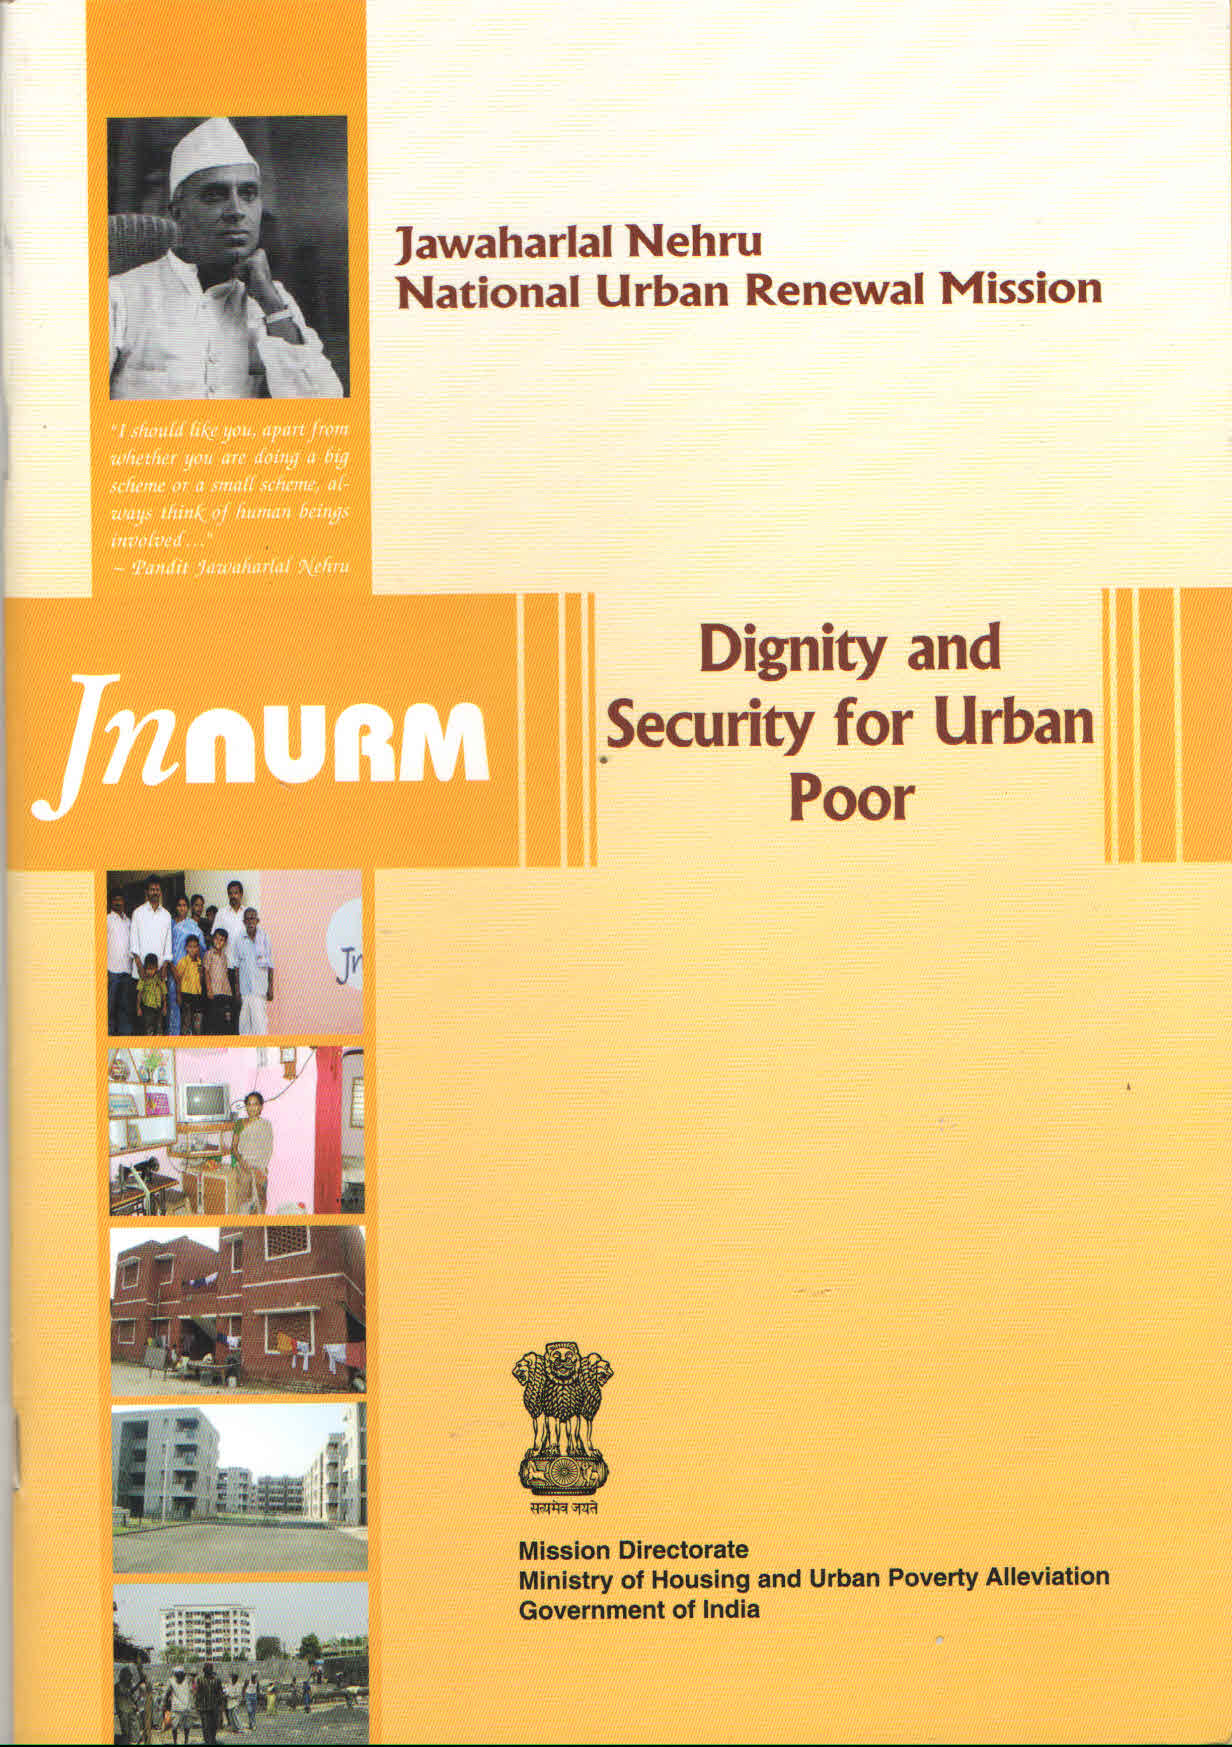 Jawaharlal Nehru
National Urban Renewal Mission
"I should like you, apart from
whether you are doing a big
scheme or a small scheme, al-
ways think of human beings
involved..."
~ Pandit Jawaharlal Nehru
JnNURM
Dignity and
Security for Urban
Poor
Jn
सत्यमेव जयते
Mission Directorate
Ministry of Housing and Urban Poverty Alleviation
Government of India